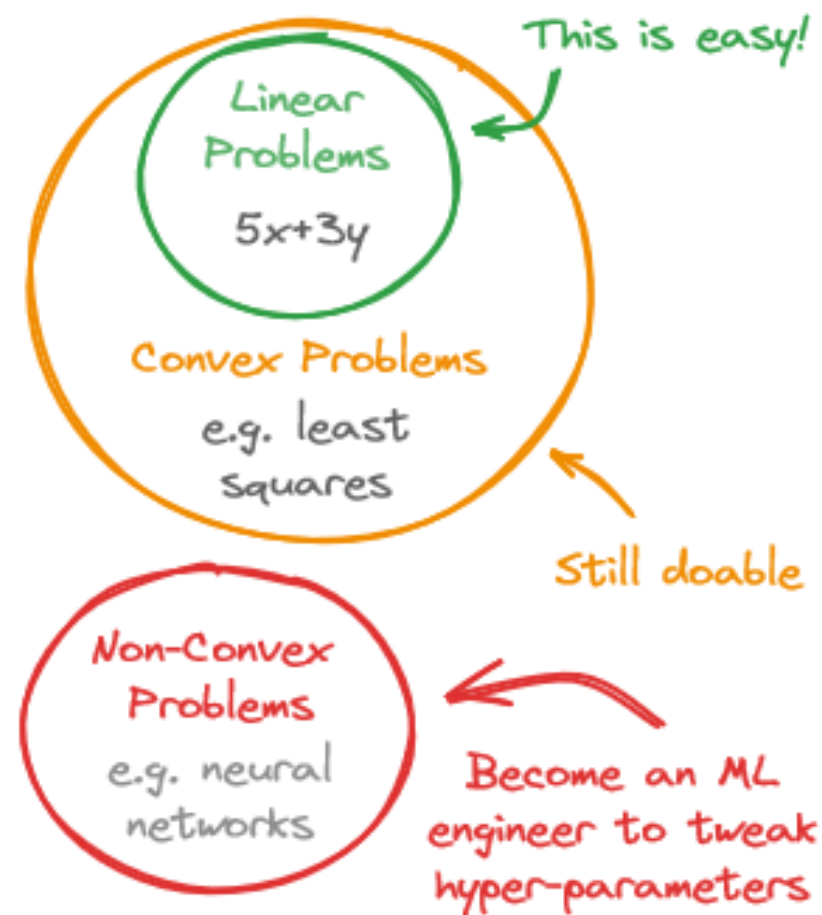 This is easy!
Linear
Problems
5x+3y
Convex Problems
e.g. least
squares
Still doable
Non-Convex
Problems
e.g. neural
networks
Become an ML
engineer to tweak
hyper-parameters